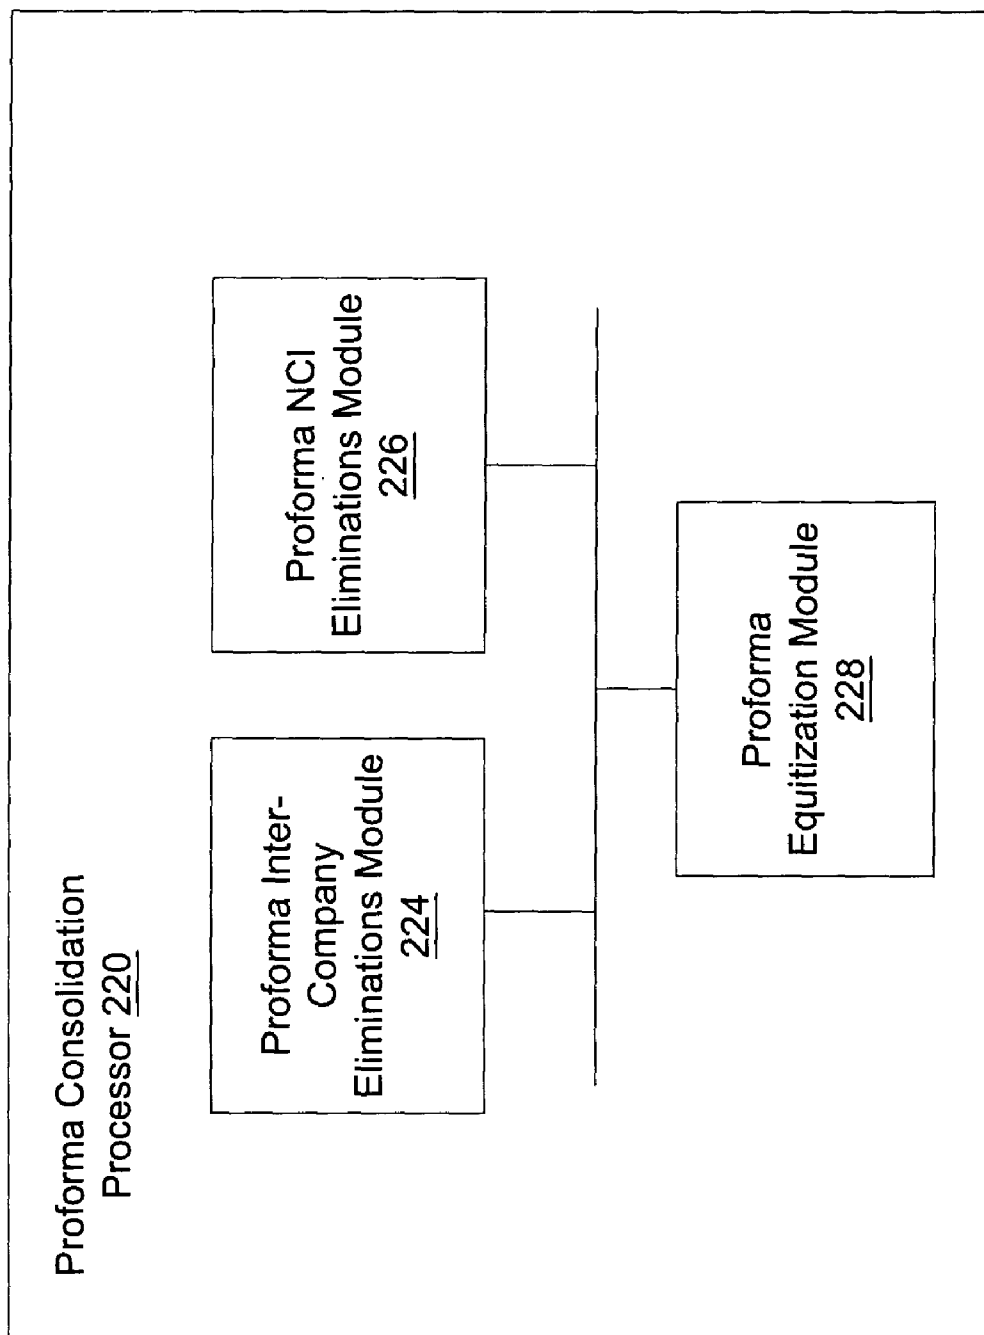 Proforma Consolidation
Processor 220
Proforma Inter-
Company
Eliminations Module
224
Proforma NCI
Eliminations Module
226
Proforma
Equitization Module
228